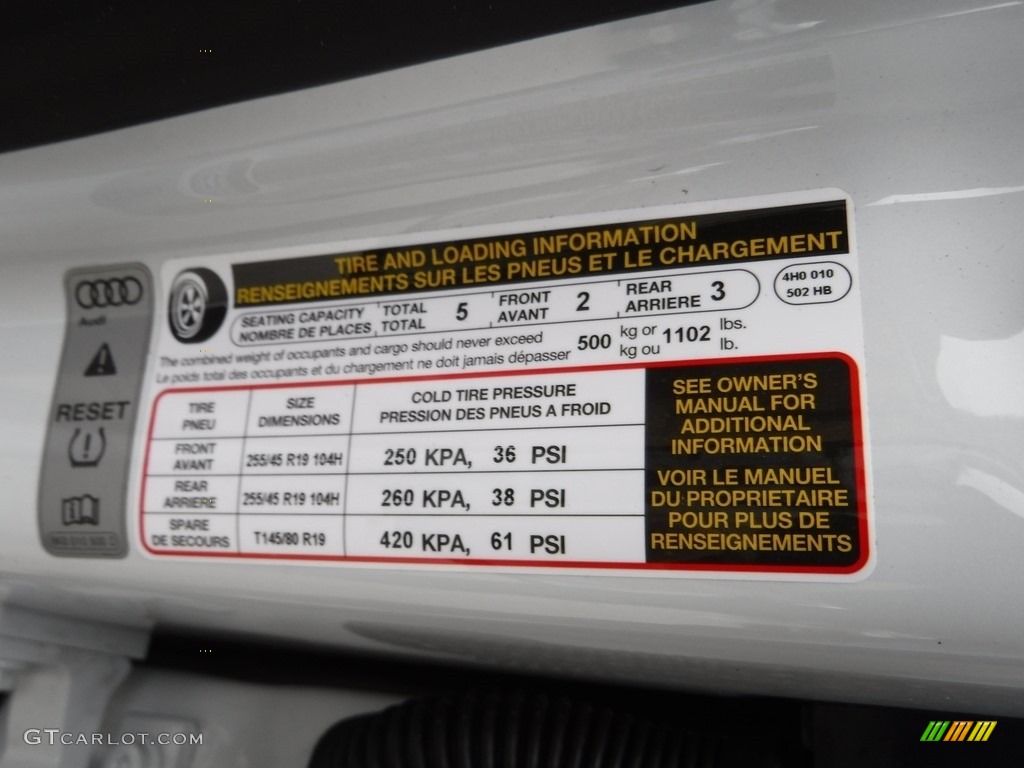 TIRE AND LOADING INFORMATION
RENSEIGNEMENTS SUR LES PNEUS ET LE CHARGEMENT
SEATING CAPACITY TOTAL 5 FRONT 2 REAR 3
NOMBRE DE PLACES TOTAL AVANT ARRIERE
4H0 010
502 HB
The combined weight of occupants and cargo should never exceed 500 kg or 1102 lbs.
Le poids total des occupants et du chargement ne doit jamais dépasser kg ou lb.
TIRE SIZE COLD TIRE PRESSURE
PNEU DIMENSIONS PRESSION DES PNEUS A FROID
FRONT
AVANT 255/45 R19 104H 250 KPA, 36 PSI
REAR
ARRIERE 255/45 R19 104H 260 KPA, 38 PSI
SPARE
DE SECOURS T145/80 R19 420 KPA, 61 PSI
SEE OWNER'S
MANUAL FOR
ADDITIONAL
INFORMATION
VOIR LE MANUEL
DU PROPRIETAIRE
POUR PLUS DE
RENSEIGNEMENTS
Audi
RESET
GTCARLOT.COM